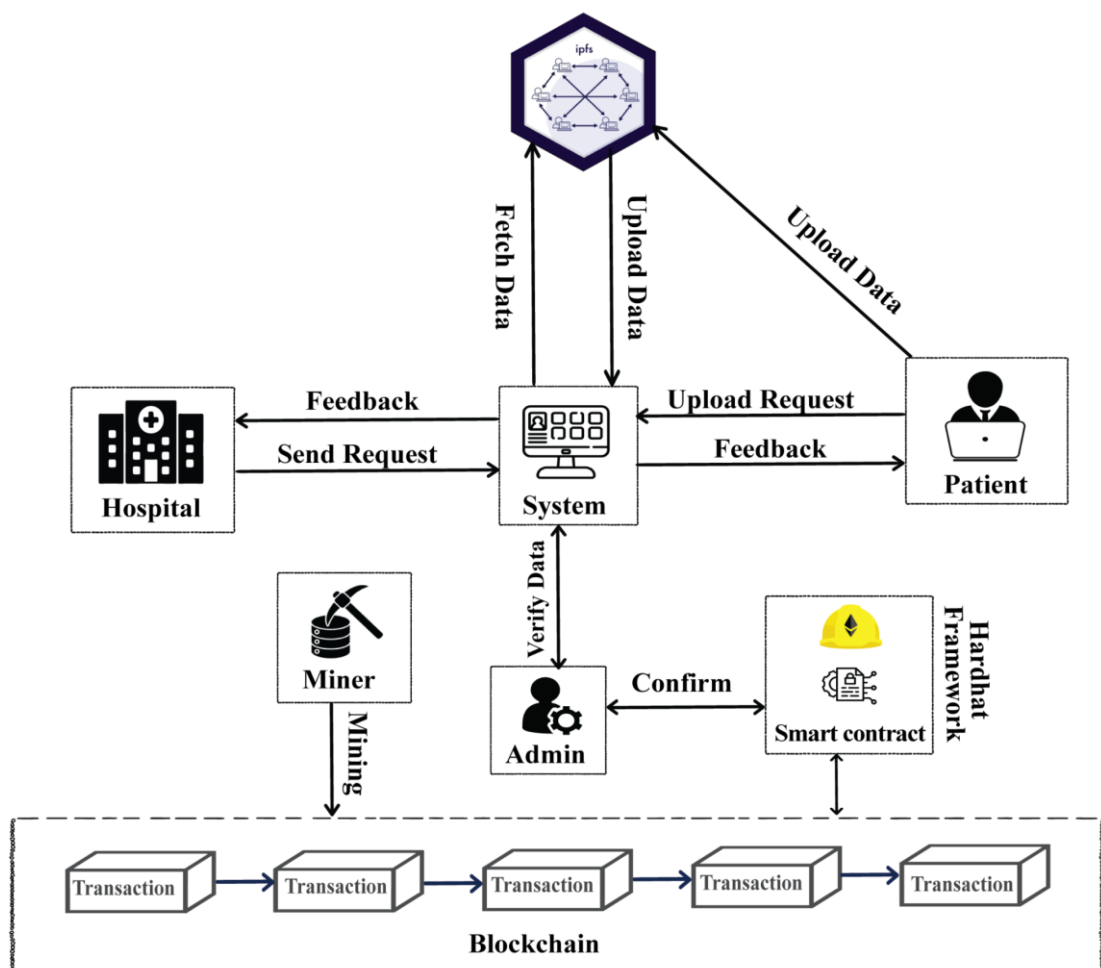 ipfs
Fetch Data
Upload Data
Upload Data
Feedback
Upload Request
Send Request
Feedback
Hospital
System
Patient
Verify Data
Miner
Hardhat
Framework
Confirm
Smart contract
Admin
Mining
Transaction
Transaction
Transaction
Transaction
Transaction
Blockchain